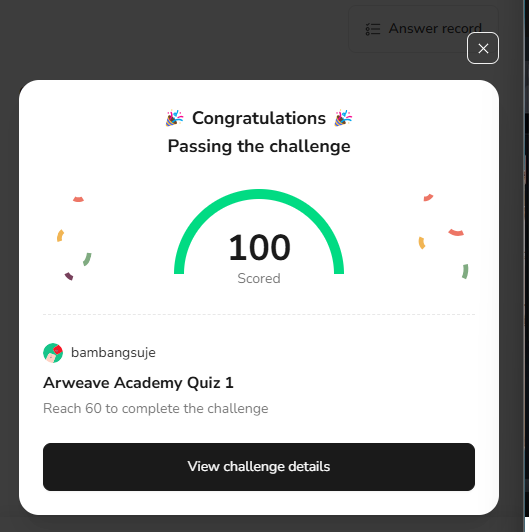 Answer record
Congratulations
Passing the challenge
100
Scored
bambangsuje
Arweave Academy Quiz 1
Reach 60 to complete the challenge
View challenge details